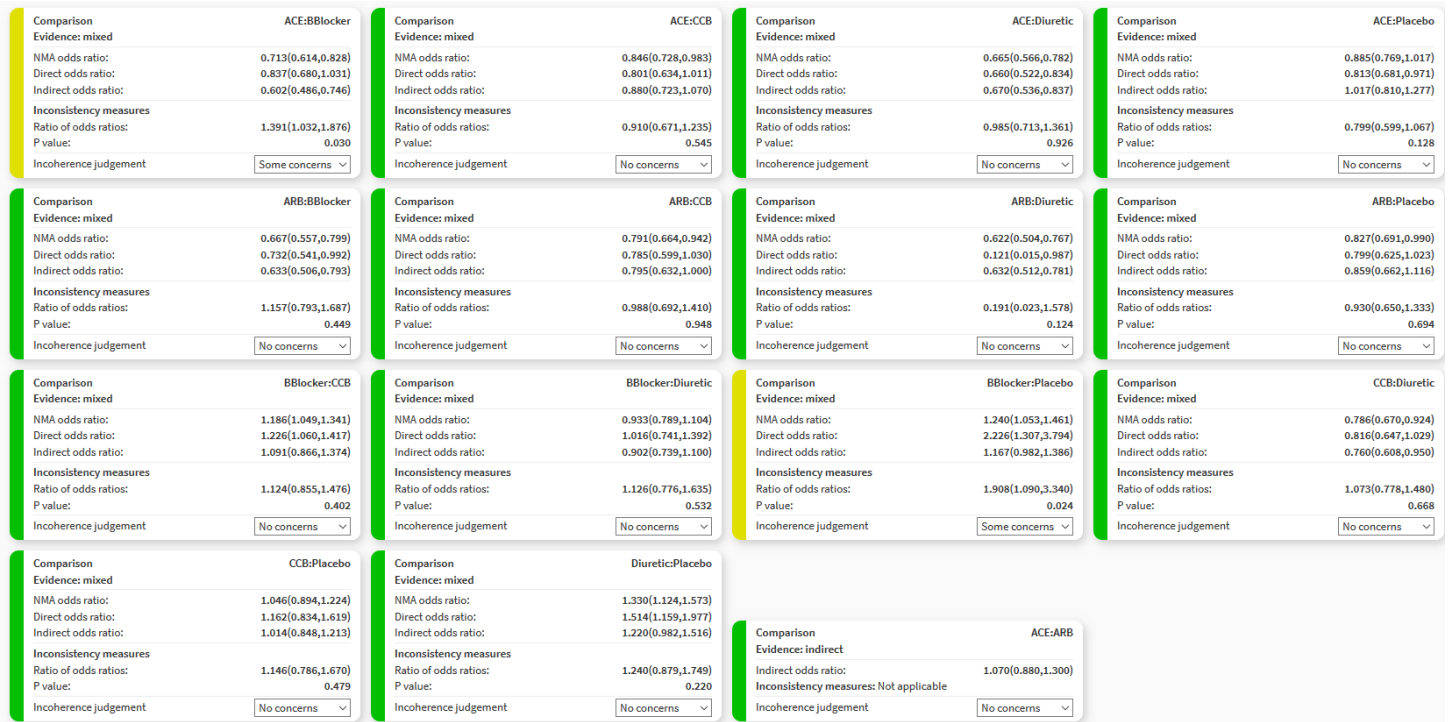 Comparison ACE:BBlocker
Evidence: mixed
NMA odds ratio: 0.713(0.614,0.828)
Direct odds ratio: 0.837(0.680,1.031)
Indirect odds ratio: 0.602(0.486,0.746)
Inconsistency measures
Ratio of odds ratios: 1.391(1.032,1.876)
P value: 0.030
Incoherence judgement Some concerns
Comparison ACE:CCB
Evidence: mixed
NMA odds ratio: 0.846(0.728,0.983)
Direct odds ratio: 0.801(0.634,1.011)
Indirect odds ratio: 0.880(0.723,1.070)
Inconsistency measures
Ratio of odds ratios: 0.910(0.671,1.235)
P value: 0.545
Incoherence judgement No concerns
Comparison ACE:Diuretic
Evidence: mixed
NMA odds ratio: 0.665(0.566,0.782)
Direct odds ratio: 0.660(0.522,0.834)
Indirect odds ratio: 0.670(0.536,0.837)
Inconsistency measures
Ratio of odds ratios: 0.985(0.713,1.361)
P value: 0.926
Incoherence judgement No concerns
Comparison ACE:Placebo
Evidence: mixed
NMA odds ratio: 0.885(0.769,1.017)
Direct odds ratio: 0.813(0.681,0.971)
Indirect odds ratio: 1.017(0.810,1.277)
Inconsistency measures
Ratio of odds ratios: 0.799(0.599,1.067)
P value: 0.128
Incoherence judgement No concerns
Comparison ARB:BBlocker
Evidence: mixed
NMA odds ratio: 0.667(0.557,0.799)
Direct odds ratio: 0.732(0.541,0.992)
Indirect odds ratio: 0.633(0.506,0.793)
Inconsistency measures
Ratio of odds ratios: 1.157(0.793,1.687)
P value: 0.449
Incoherence judgement No concerns
Comparison ARB:CCB
Evidence: mixed
NMA odds ratio: 0.791(0.664,0.942)
Direct odds ratio: 0.785(0.599,1.030)
Indirect odds ratio: 0.795(0.632,1.000)
Inconsistency measures
Ratio of odds ratios: 0.988(0.692,1.410)
P value: 0.948
Incoherence judgement No concerns
Comparison ARB:Diuretic
Evidence: mixed
NMA odds ratio: 0.622(0.504,0.767)
Direct odds ratio: 0.121(0.015,0.987)
Indirect odds ratio: 0.632(0.512,0.781)
Inconsistency measures
Ratio of odds ratios: 0.191(0.023,1.578)
P value: 0.124
Incoherence judgement No concerns
Comparison ARB:Placebo
Evidence: mixed
NMA odds ratio: 0.827(0.691,0.990)
Direct odds ratio: 0.799(0.625,1.023)
Indirect odds ratio: 0.859(0.662,1.116)
Inconsistency measures
Ratio of odds ratios: 0.930(0.650,1.333)
P value: 0.694
Incoherence judgement No concerns
Comparison BBlocker:CCB
Evidence: mixed
NMA odds ratio: 1.186(1.049,1.341)
Direct odds ratio: 1.226(1.060,1.417)
Indirect odds ratio: 1.091(0.866,1.374)
Inconsistency measures
Ratio of odds ratios: 1.124(0.855,1.476)
P value: 0.402
Incoherence judgement No concerns
Comparison BBlocker:Diuretic
Evidence: mixed
NMA odds ratio: 0.933(0.789,1.104)
Direct odds ratio: 1.016(0.741,1.392)
Indirect odds ratio: 0.902(0.739,1.100)
Inconsistency measures
Ratio of odds ratios: 1.126(0.776,1.635)
P value: 0.532
Incoherence judgement No concerns
Comparison BBlocker:Placebo
Evidence: mixed
NMA odds ratio: 1.240(1.053,1.461)
Direct odds ratio: 2.226(1.307,3.794)
Indirect odds ratio: 1.167(0.982,1.386)
Inconsistency measures
Ratio of odds ratios: 1.908(1.090,3.340)
P value: 0.024
Incoherence judgement Some concerns
Comparison CCB:Diuretic
Evidence: mixed
NMA odds ratio: 0.786(0.670,0.924)
Direct odds ratio: 0.816(0.647,1.029)
Indirect odds ratio: 0.760(0.608,0.950)
Inconsistency measures
Ratio of odds ratios: 1.073(0.778,1.480)
P value: 0.668
Incoherence judgement No concerns
Comparison CCB:Placebo
Evidence: mixed
NMA odds ratio: 1.046(0.894,1.224)
Direct odds ratio: 1.162(0.834,1.619)
Indirect odds ratio: 1.014(0.848,1.213)
Inconsistency measures
Ratio of odds ratios: 1.146(0.786,1.670)
P value: 0.479
Incoherence judgement No concerns
Comparison Diuretic:Placebo
Evidence: mixed
NMA odds ratio: 1.330(1.124,1.573)
Direct odds ratio: 1.514(1.159,1.977)
Indirect odds ratio: 1.220(0.982,1.516)
Inconsistency measures
Ratio of odds ratios: 1.240(0.879,1.749)
P value: 0.220
Incoherence judgement No concerns
Comparison ACE:ARB
Evidence: indirect
Indirect odds ratio: 1.070(0.880,1.300)
Inconsistency measures: Not applicable
Incoherence judgement No concerns